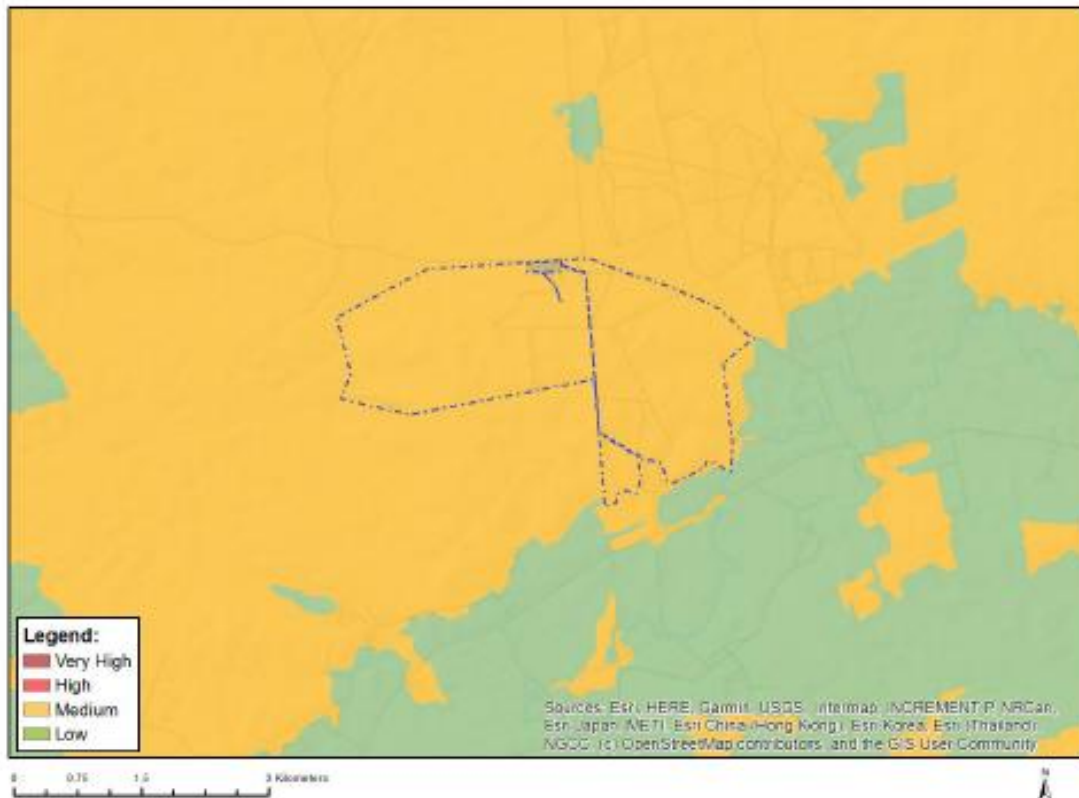 Legend:
Very High
High
Medium
Low
Sources: Esri, HERE, Garmin, USGS, Intermap, INCREMENT P, NRCan,
Esri Japan, METI, Esri China (Hong Kong), Esri Korea, Esri (Thailand),
NGCC, (c) OpenStreetMap contributors, and the GIS User Community
0 0.75 1.5 3 Kilometers
N